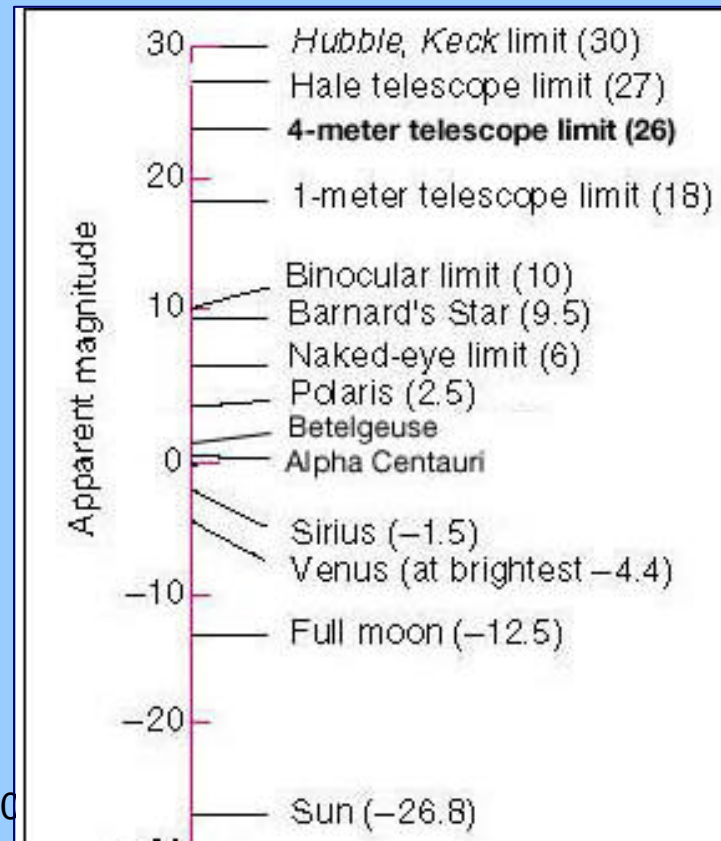 30
Hubble, Keck limit (30)
Hale telescope limit (27)
4-meter telescope limit (26)
20
1-meter telescope limit (18)
Apparent magnitude
Binocular limit (10)
10
Barnard's Star (9.5)
Naked-eye limit (6)
Polaris (2.5)
Betelgeuse
0
Alpha Centauri
Sirius (–1.5)
Venus (at brightest –4.4)
–10
Full moon (–12.5)
–20
Sun (–26.8)